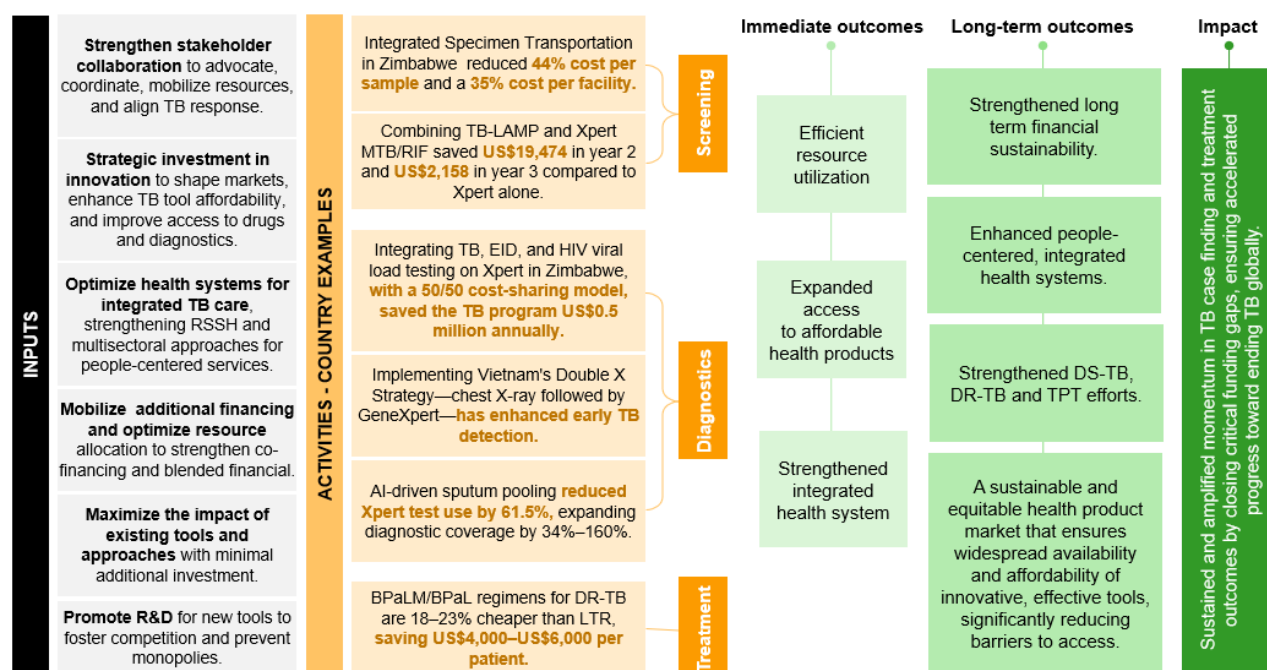 INPUTS
Strengthen stakeholder
collaboration to advocate,
coordinate, mobilize resources,
and align TB response.
Strategic investment in
innovation to shape markets,
enhance TB tool affordability,
and improve access to drugs
and diagnostics.
Optimize health systems for
integrated TB care,
strengthening RSSH and
multisectoral approaches for
people-centered services.
Mobilize additional financing
and optimize resource
allocation to strengthen co-
financing and blended financial.
Maximize the impact of
existing tools and
approaches with minimal
additional investment.
Promote R&D for new tools to
foster competition and prevent
monopolies.
ACTIVITIES - COUNTRY EXAMPLES
Integrated Specimen Transportation
in Zimbabwe reduced 44% cost per
sample and a 35% cost per facility.
Combining TB-LAMP and Xpert
MTB/RIF saved US$19,474 in year 2
and US$2,158 in year 3 compared to
Xpert alone.
Screening
Integrating TB, EID, and HIV viral
load testing on Xpert in Zimbabwe,
with a 50/50 cost-sharing model,
saved the TB program US$0.5
million annually.
Implementing Vietnam's Double X
Strategy—chest X-ray followed by
GeneXpert—has enhanced early TB
detection.
AI-driven sputum pooling reduced
Xpert test use by 61.5%, expanding
diagnostic coverage by 34%–160%.
Diagnostics
BPaLM/BPaL regimens for DR-TB
are 18–23% cheaper than LTR,
saving US$4,000–US$6,000 per
patient.
Treatment
Immediate outcomes
Efficient
resource
utilization
Expanded
access
to affordable
health products
Strengthened
integrated
health system
Long-term outcomes
Strengthened long
term financial
sustainability.
Enhanced people-
centered, integrated
health systems.
Strengthened DS-TB,
DR-TB and TPT efforts.
A sustainable and
equitable health product
market that ensures
widespread availability
and affordability of
innovative, effective tools,
significantly reducing
barriers to access.
Impact
Sustained and amplified momentum in TB case finding and treatment
outcomes by closing critical funding gaps, ensuring accelerated
progress toward ending TB globally.